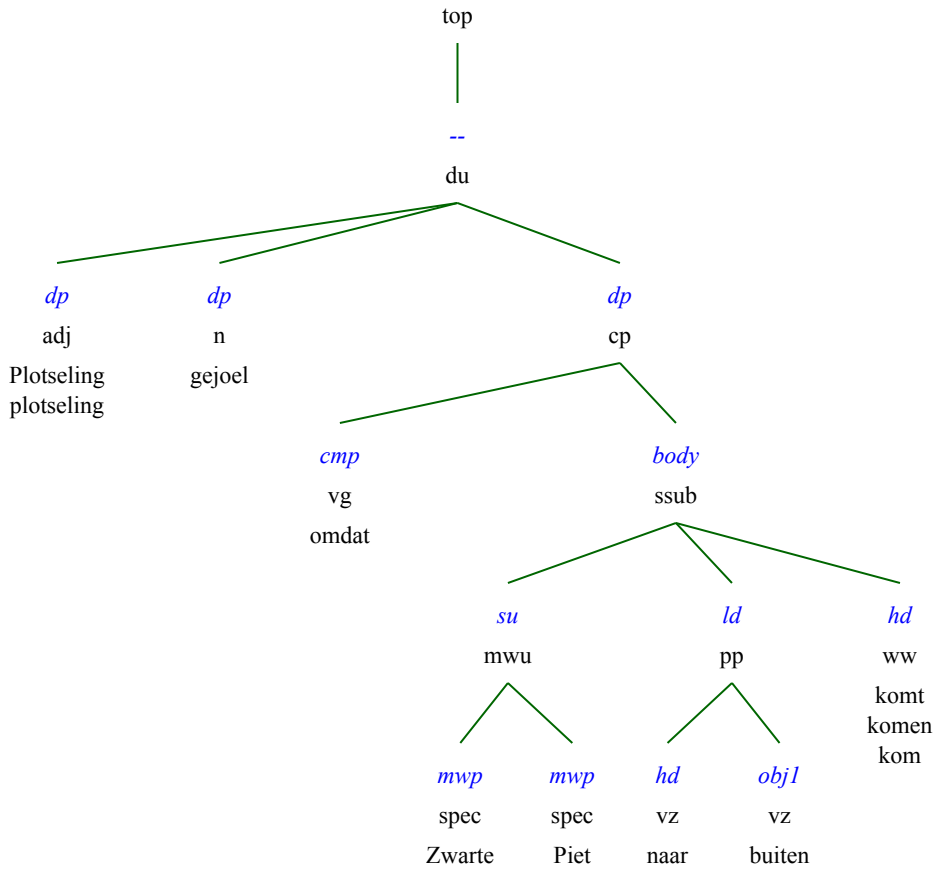 top
--
du
dp dp dp
adj n cp
Plotseling gejoel
plotseling
cmp body
vg ssub
omdat
su ld hd
mwu pp ww
komt
komen
kom
mwp mwp hd obj1
spec spec vz vz
Zwarte Piet naar buiten